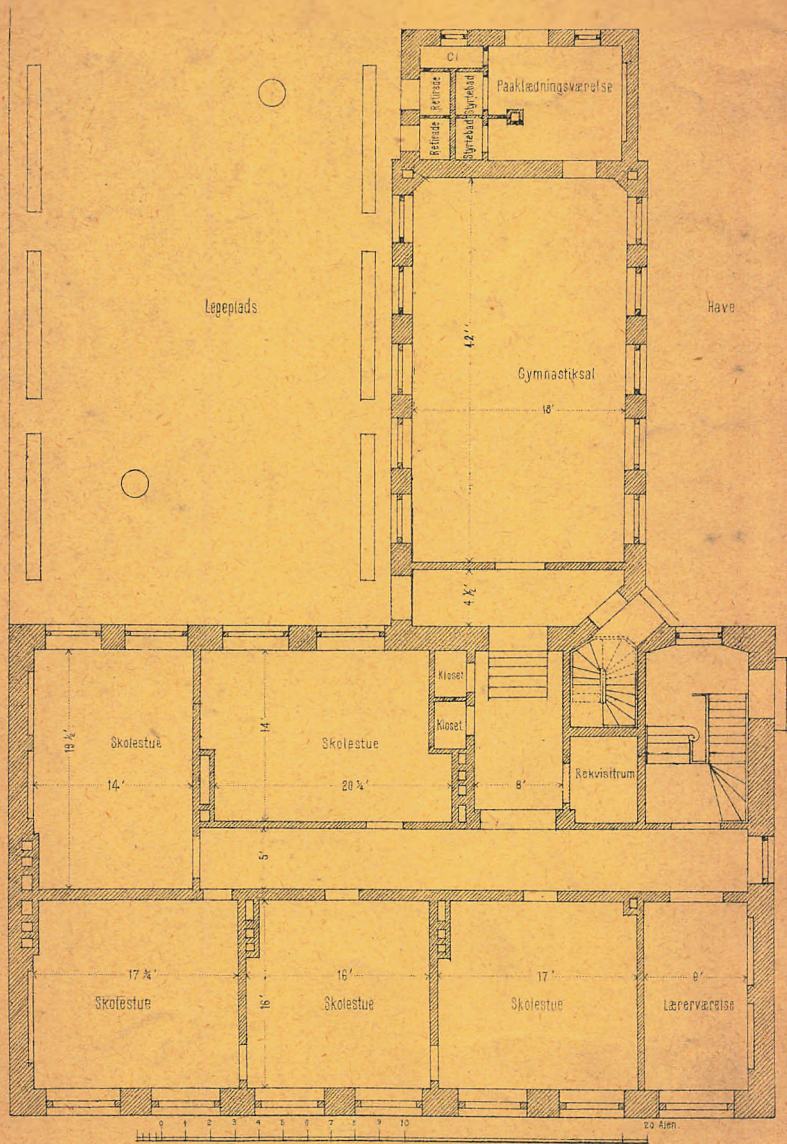 Cl
Paaklædningsværelse
Retirade
Styrtebad
Retirade
Styrtebad
Legeplads
Have
42'
Gymnastiksal
18'
4 ½'
19 ½'
Skolestue
14'
14'
Skolestue
20 ¼'
Kloset
Kloset
8'
Rekvisitrum
5'
17 ¾'
Skolestue
16'
16'
Skolestue
17'
Skolestue
9'
Lærerværelse
0 1 2 3 4 5 6 7 8 9 10 20 Alen.